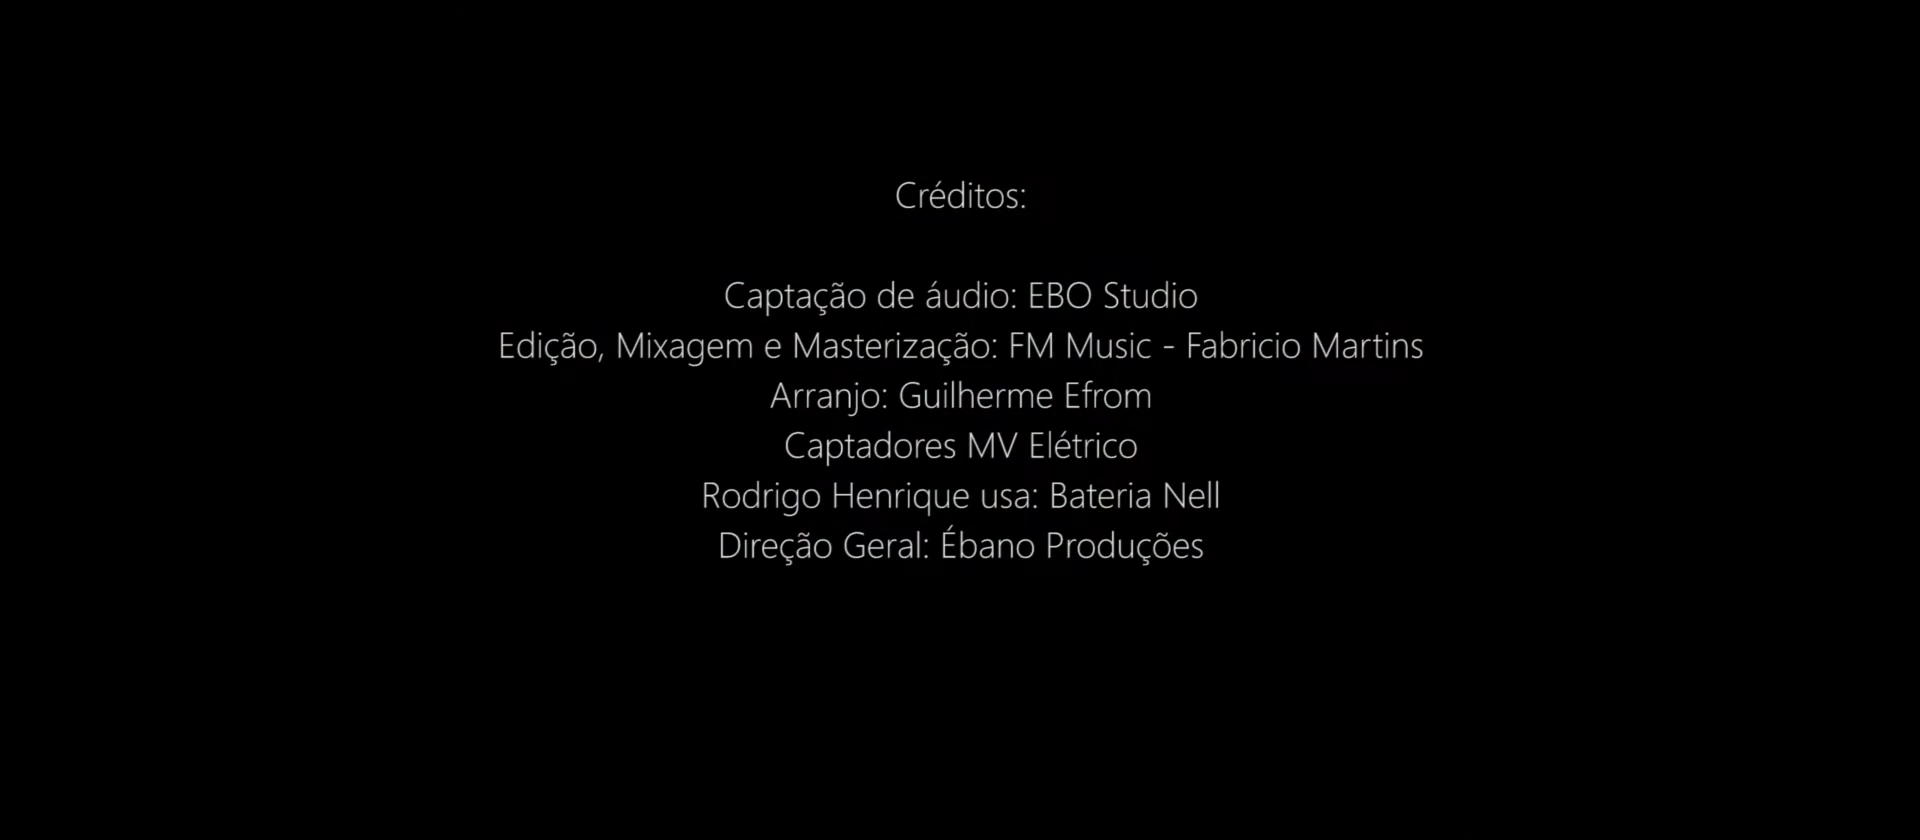 Créditos:
Captação de áudio: EBO Studio
Edição, Mixagem e Masterização: FM Music - Fabricio Martins
Arranjo: Guilherme Efrom
Captadores MV Elétrico
Rodrigo Henrique usa: Bateria Nell
Direção Geral: Ébano Produções